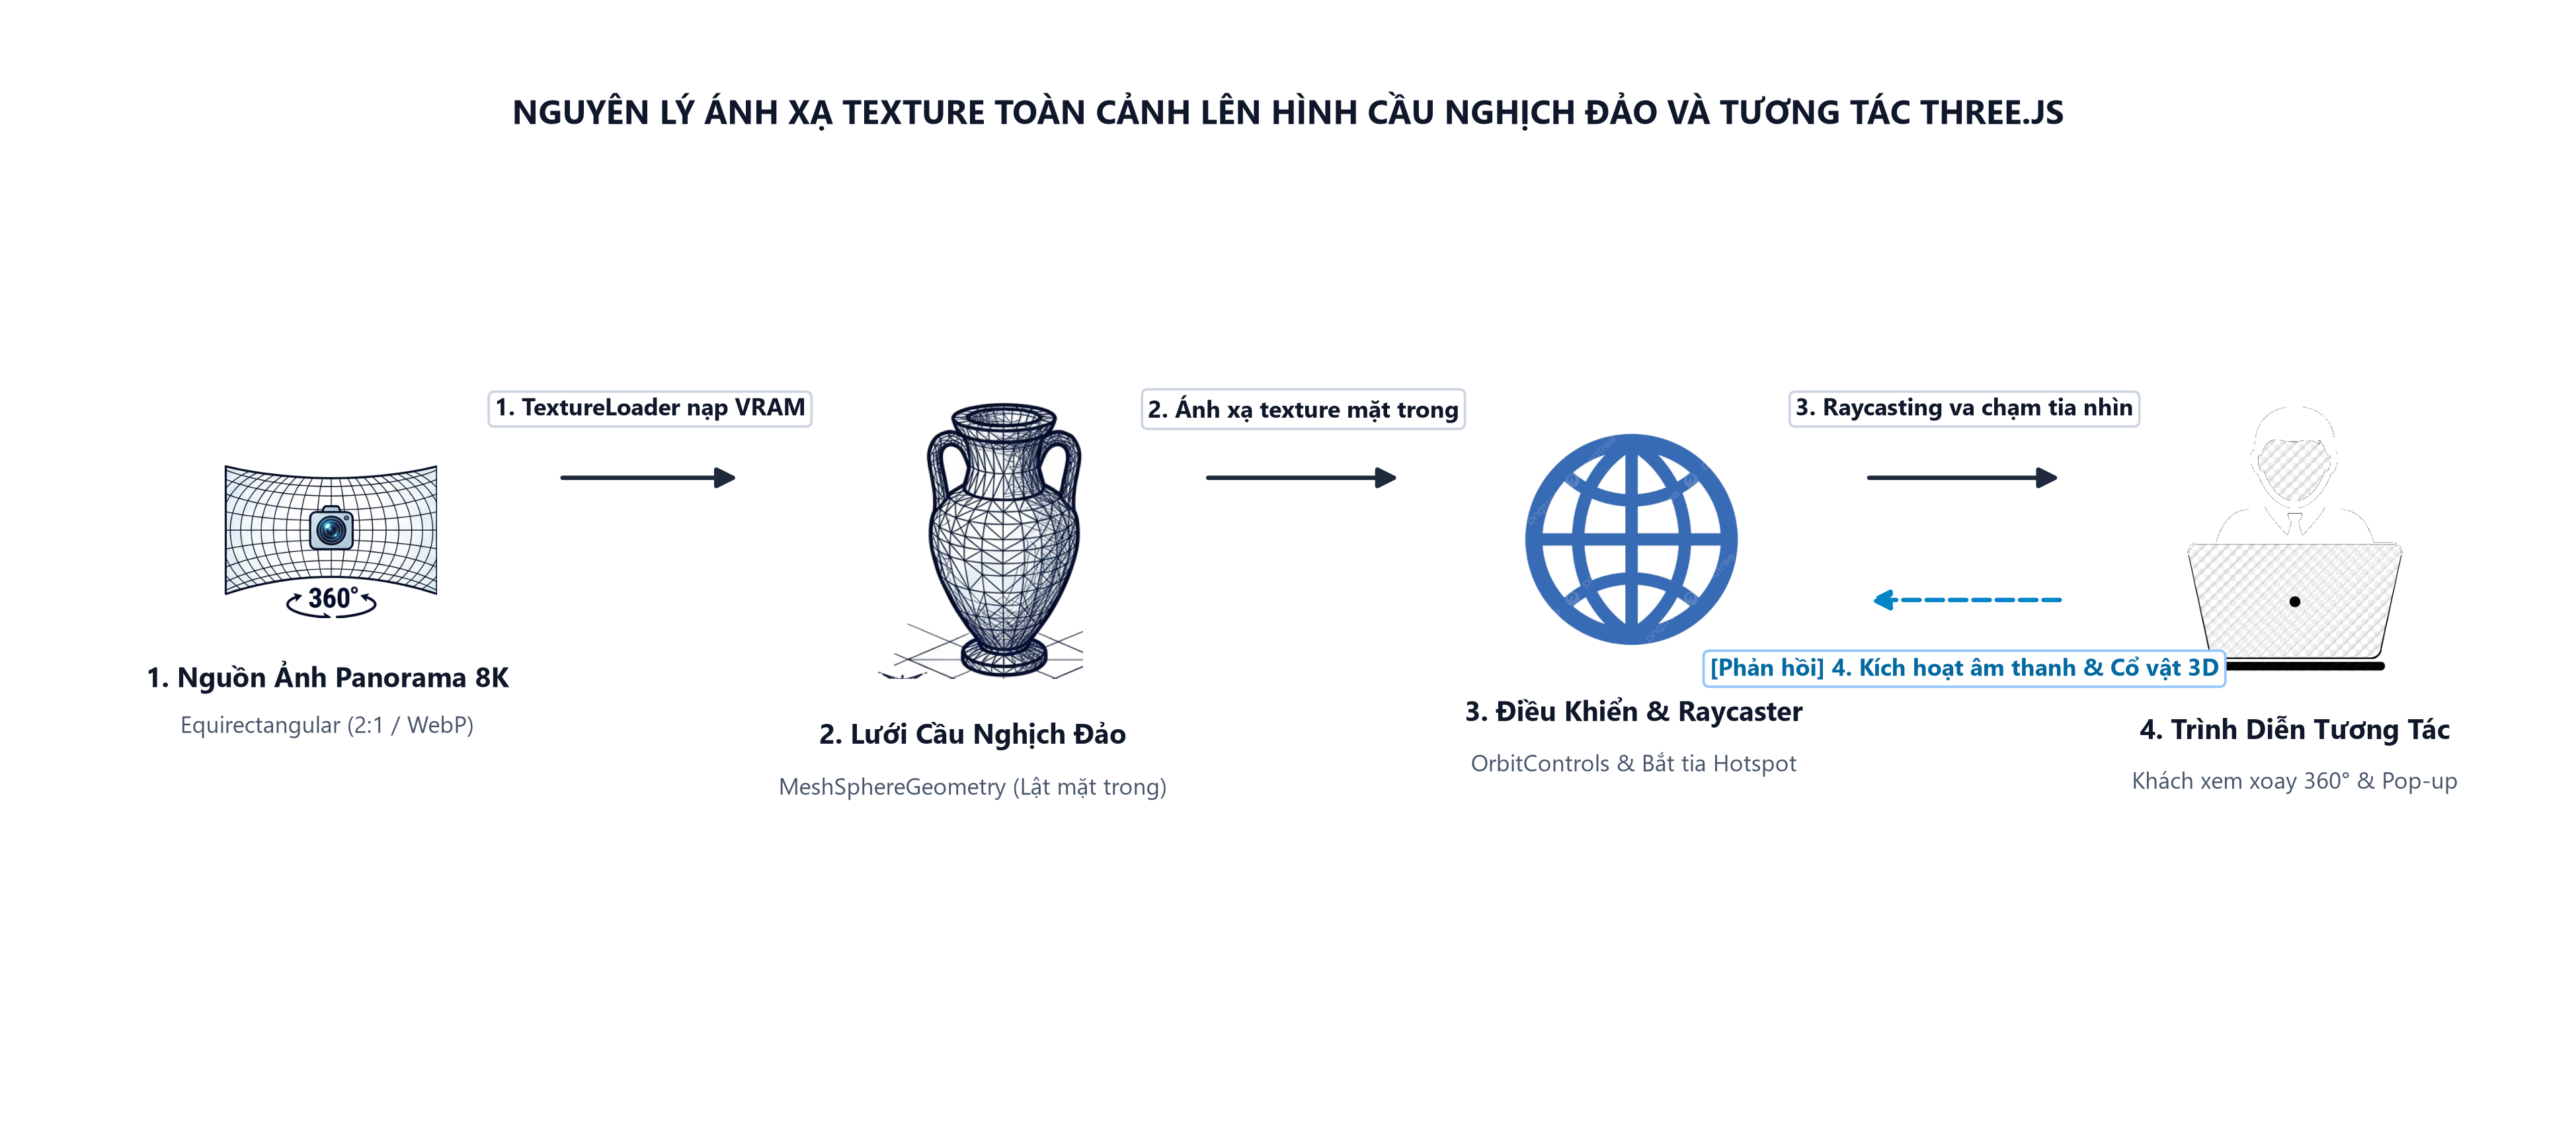 NGUYÊN LÝ ÁNH XẠ TEXTURE TOÀN CẢNH LÊN HÌNH CẦU NGHỊCH ĐẢO VÀ TƯƠNG TÁC THREE.JS
1. TextureLoader nạp VRAM
2. Ánh xạ texture mặt trong
3. Raycasting va chạm tia nhìn
360°
[Phản hồi] 4. Kích hoạt âm thanh & Cổ vật 3D
1. Nguồn Ảnh Panorama 8K
Equirectangular (2:1 / WebP)
2. Lưới Cầu Nghịch Đảo
MeshSphereGeometry (Lật mặt trong)
3. Điều Khiển & Raycaster
OrbitControls & Bắt tia Hotspot
4. Trình Diễn Tương Tác
Khách xem xoay 360° & Pop-up